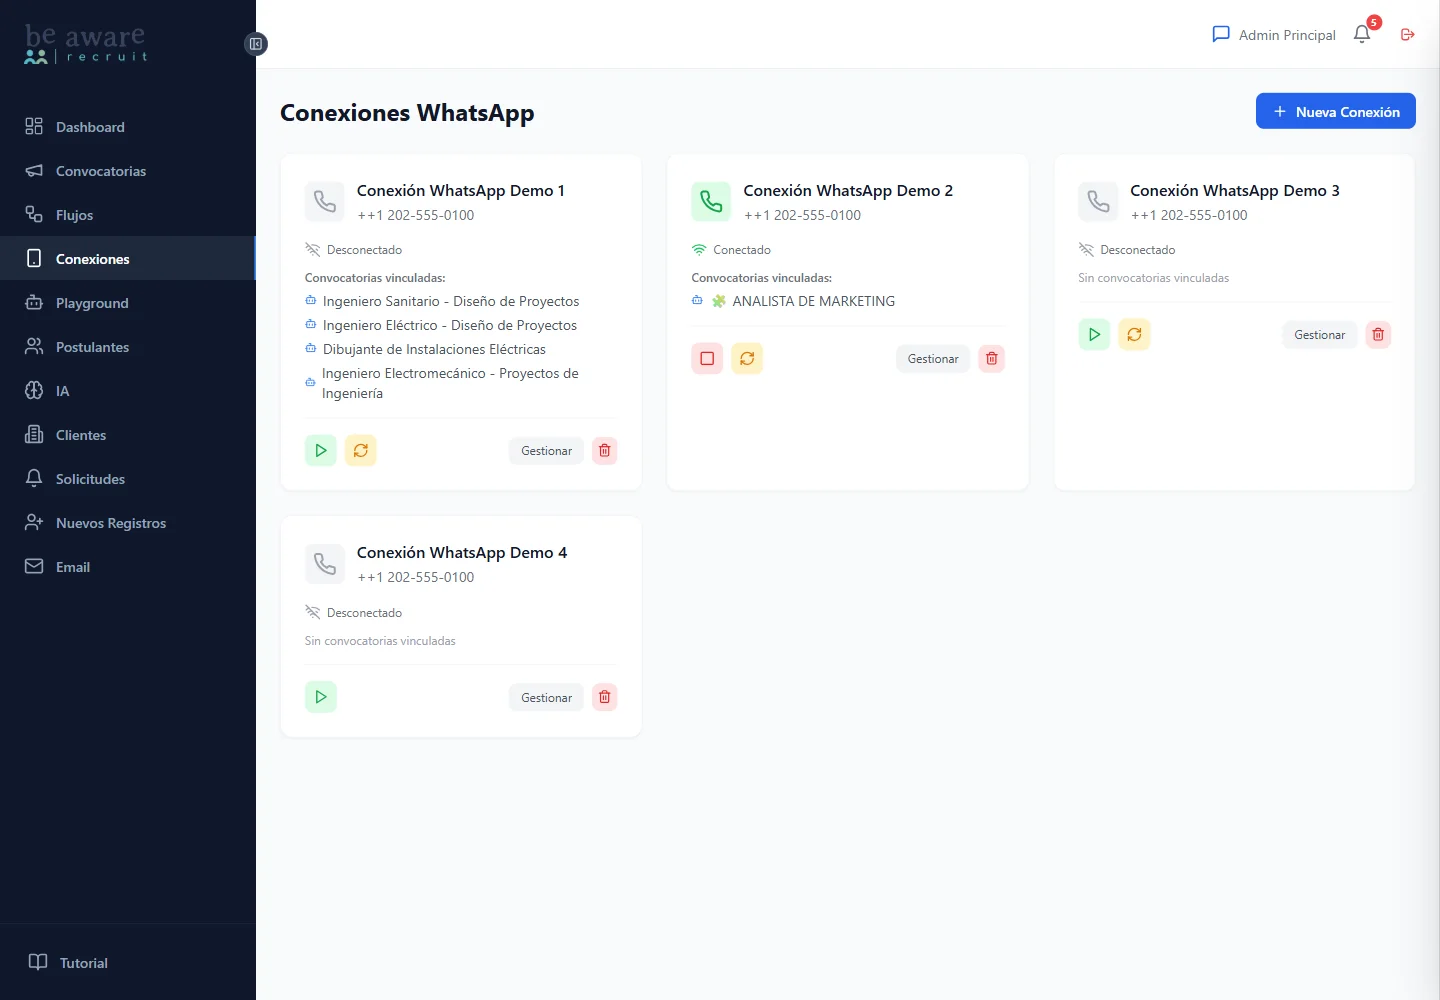 be aware
recruit
Dashboard
Convocatorias
Flujos
Conexiones
Playground
Postulantes
IA
Clientes
Solicitudes
Nuevos Registros
Email
Tutorial
Admin Principal
5
Conexiones WhatsApp
Nueva Conexión
Conexión WhatsApp Demo 1
++1 202-555-0100
Desconectado
Convocatorias vinculadas:
Ingeniero Sanitario - Diseño de Proyectos
Ingeniero Eléctrico - Diseño de Proyectos
Dibujante de Instalaciones Eléctricas
Ingeniero Electromecánico - Proyectos de
Ingeniería
Gestionar
Conexión WhatsApp Demo 2
++1 202-555-0100
Conectado
Convocatorias vinculadas:
🧩 ANALISTA DE MARKETING
Gestionar
Conexión WhatsApp Demo 3
++1 202-555-0100
Desconectado
Sin convocatorias vinculadas
Gestionar
Conexión WhatsApp Demo 4
++1 202-555-0100
Desconectado
Sin convocatorias vinculadas
Gestionar